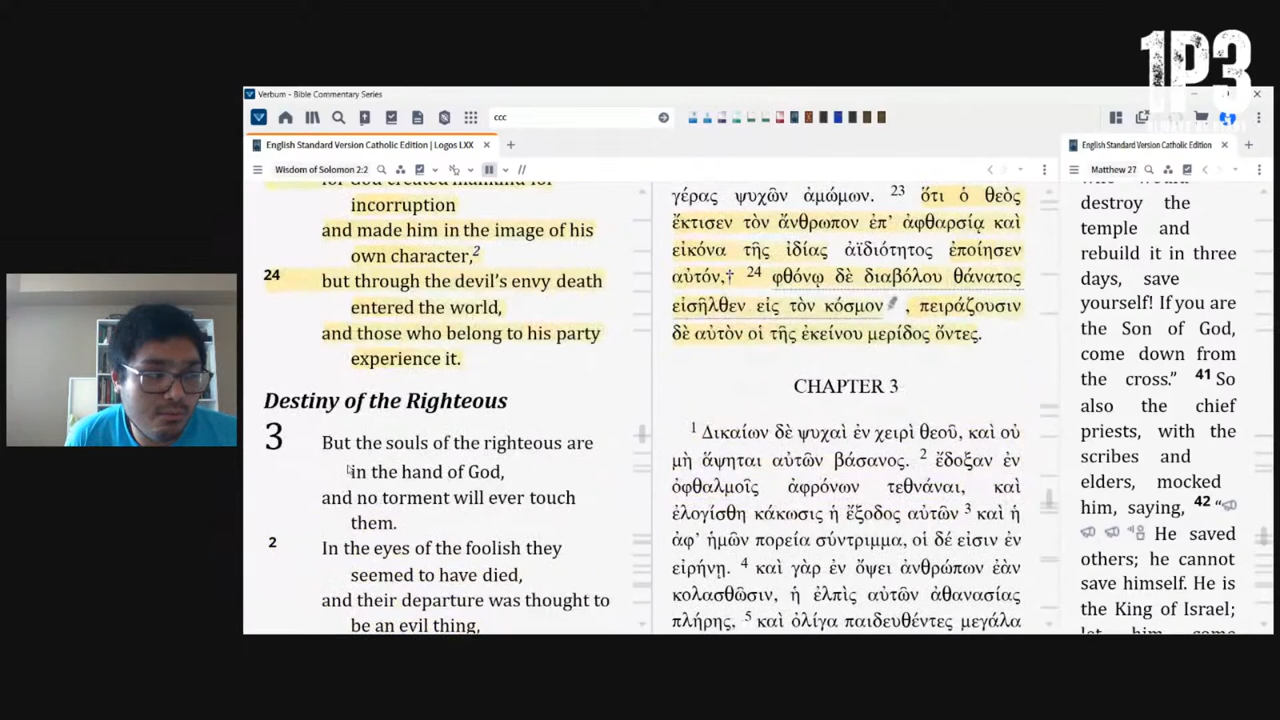 1P3
Verbum - Bible Commentary Series
ccc
English Standard Version Catholic Edition | Logos LXX
English Standard Version Catholic Edition
Wisdom of Solomon 2:2
Matthew 27
for God created mankind for
incorruption
and made him in the image of his
own character,2
24 but through the devil’s envy death
entered the world,
and those who belong to his party
experience it.
Destiny of the Righteous
3 But the souls of the righteous are
in the hand of God,
and no torment will ever touch
them.
2 In the eyes of the foolish they
seemed to have died,
and their departure was thought to
be an evil thing,
γέρας ψυχῶν ἀμώμων. 23 ὅτι ὁ θεὸς
ἔκτισεν τὸν ἄνθρωπον ἐπ’ ἀφθαρσίᾳ καὶ
εἰκόνα τῆς ἰδίας ἀϊδιότητος ἐποίησεν
αὐτόν,† 24 φθόνῳ δὲ διαβόλου θάνατος
εἰσῆλθεν εἰς τὸν κόσμον , πειράζουσιν
δὲ αὐτὸν οἱ τῆς ἐκείνου μερίδος ὄντες.
CHAPTER 3
1 Δικαίων δὲ ψυχαὶ ἐν χειρὶ θεοῦ, καὶ οὐ
μὴ ἅψηται αὐτῶν βάσανος. 2 ἔδοξαν ἐν
ὀφθαλμοῖς ἀφρόνων τεθνάναι, καὶ
ἐλογίσθη κάκωσις ἡ ἔξοδος αὐτῶν 3 καὶ ἡ
ἀφ’ ἡμῶν πορεία σύντριμμα, οἱ δέ εἰσιν ἐν
εἰρήνῃ. 4 καὶ γὰρ ἐν ὄψει ἀνθρώπων ἐὰν
κολασθῶσιν, ἡ ἐλπὶς αὐτῶν ἀθανασίας
πλήρης, 5 καὶ ὀλίγα παιδευθέντες μεγάλα
destroy the
temple and
rebuild it in three
days, save
yourself! If you are
the Son of God,
come down from
the cross.” 41 So
also the chief
priests, with the
scribes and
elders, mocked
him, saying, 42 “
He saved
others; he cannot
save himself. He is
the King of Israel;
let him come